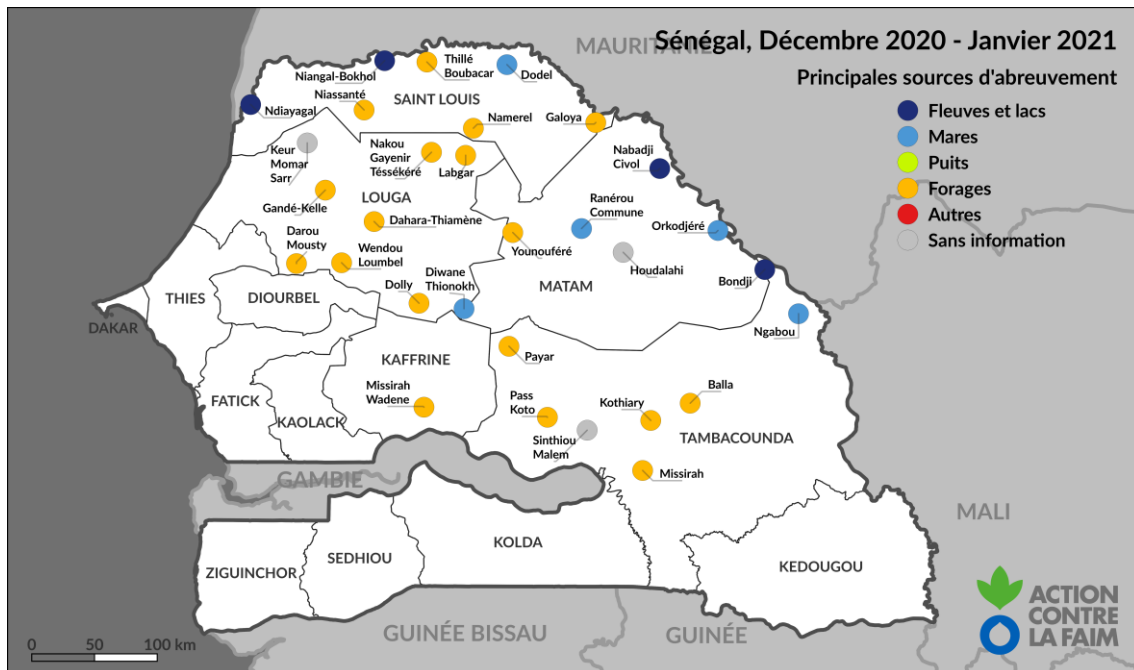 MAURITANIE
Sénégal, Décembre 2020 - Janvier 2021
Principales sources d'abreuvement
Fleuves et lacs
Mares
Puits
Forages
Autres
Sans information
Niangal-Bokhol
Thillé
Boubacar
Dodel
Niassanté
SAINT LOUIS
Ndiayagal
Namerel
Galoya
Keur
Momar
Sarr
Nakou
Gayenir
Téssékéré
Labgar
Nabadji
Civol
LOUGA
Gandé-Kelle
Ranérou
Commune
Dahara-Thiamène
Orkodjéré
Darou
Mousty
Wendou
Loumbel
Younouféré
Houdalahi
Diwane
Thionokh
Dolly
MATAM
Bondji
THIES
DIOURBEL
DAKAR
Ngabou
KAFFRINE
Payar
Missirah
Wadene
Balla
FATICK
KAOLACK
Pass
Koto
Kothiary
Sinthiou
Malem
TAMBACOUNDA
Missirah
GAMBIE
MALI
KOLDA
SEDHIOU
ZIGUINCHOR
KEDOUGOU
GUINÉE BISSAU
GUINÉE
0 50 100 km
ACTION
CONTRE
LA FAIM